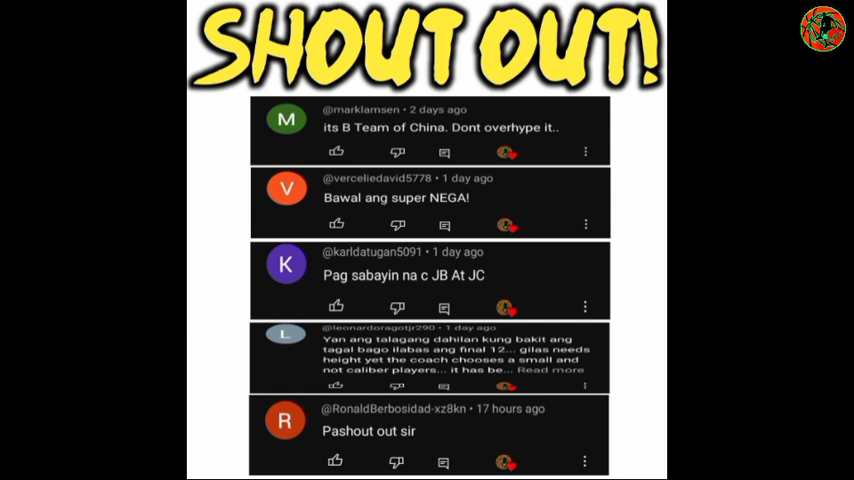 SHOUT OUT!
M
@marklamsen • 2 days ago
its B Team of China. Dont overhype it..
V
@verceliedavid5778 • 1 day ago
Bawal ang super NEGA!
K
@karldatugan5091 • 1 day ago
Pag sabayin na c JB At JC
L
@leonardoragotjr290 • 1 day ago
Yan ang talagang dahilan kung bakit ang
tagal bago ilabas ang final 12... gilas needs
height yet the coach chooses a small and
not caliber players... it has be... Read more
R
@RonaldBerbosidad-xz8kn • 17 hours ago
Pashout out sir